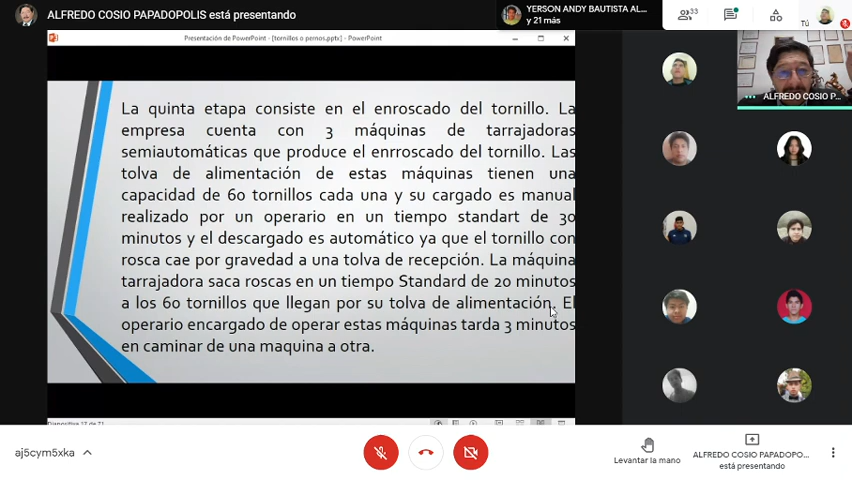 ALFREDO COSIO PAPADOPOLIS está presentando
YERSON ANDY BAUTISTA AL...
y 21 más
33
Tú
Presentación de PowerPoint - [tornillos o pernos.pptx] - PowerPoint
ALFREDO COSIO P...
La quinta etapa consiste en el enroscado del tornillo. La
empresa cuenta con 3 máquinas de tarrajadoras
semiautomáticas que produce el enrroscado del tornillo. Las
tolva de alimentación de estas máquinas tienen una
capacidad de 60 tornillos cada una y su cargado es manual
realizado por un operario en un tiempo standart de 30
minutos y el descargado es automático ya que el tornillo con
rosca cae por gravedad a una tolva de recepción. La máquina
tarrajadora saca roscas en un tiempo Standard de 20 minutos
a los 60 tornillos que llegan por su tolva de alimentación. El
operario encargado de operar estas máquinas tarda 3 minutos
en caminar de una maquina a otra.
aj5cym5xka
Levantar la mano
ALFREDO COSIO PAPADOPO...
está presentando